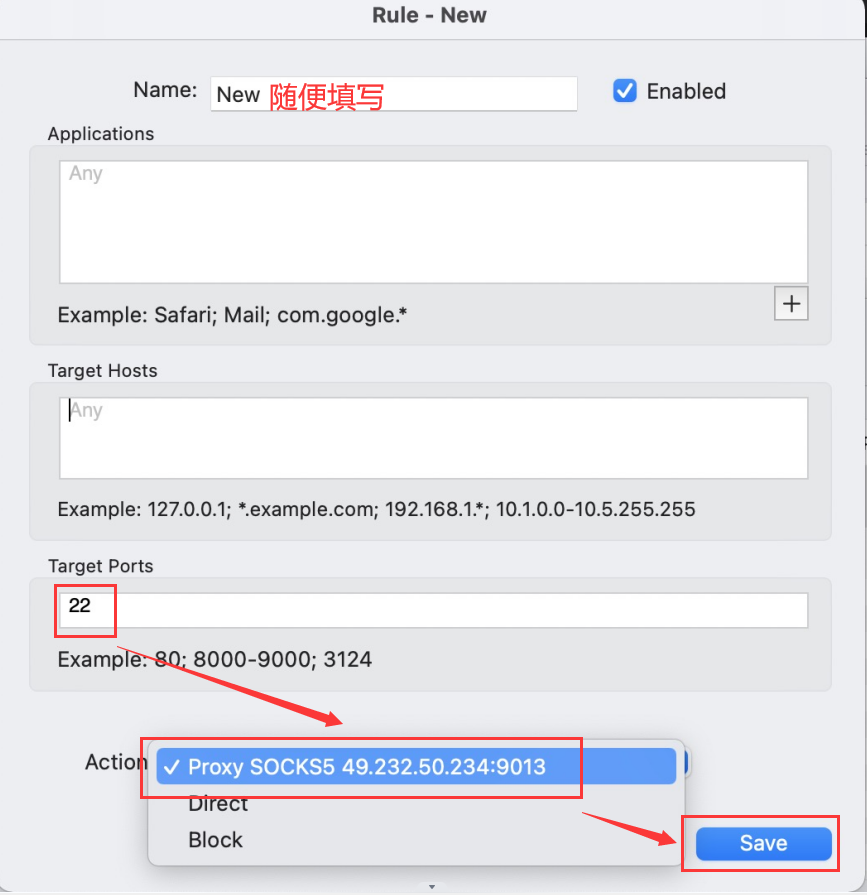 Rule - New
Name: New 随便填写 Enabled
Applications
Any
Example: Safari; Mail; com.google.*
Target Hosts
Any
Example: 127.0.0.1; *.example.com; 192.168.1.*; 10.1.0.0-10.5.255.255
Target Ports
22
Example: 80; 8000-9000; 3124
Action
✓ Proxy SOCKS5 49.232.50.234:9013
Direct
Block
Save